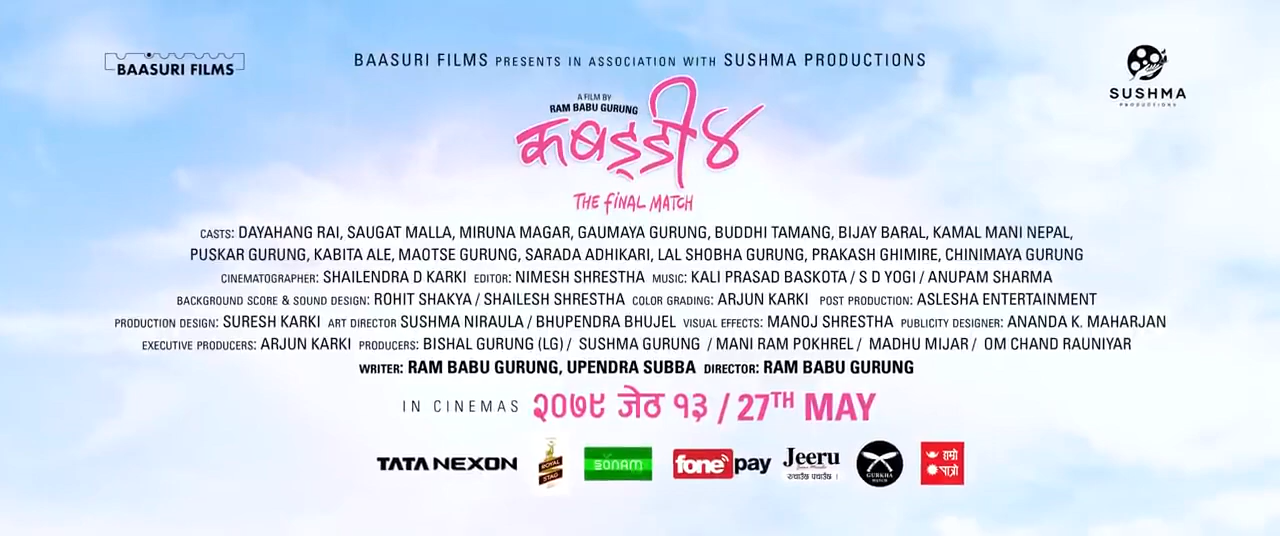 BAASURI FILMS
BAASURI FILMS PRESENTS IN ASSOCIATION WITH SUSHMA PRODUCTIONS
SUSHMA
PRODUCTIONS
A FILM BY
RAM BABU GURUNG
कबड्डी ४
THE FINAL MATCH
CASTS: DAYAHANG RAI, SAUGAT MALLA, MIRUNA MAGAR, GAUMAYA GURUNG, BUDDHI TAMANG, BIJAY BARAL, KAMAL MANI NEPAL,
PUSKAR GURUNG, KABITA ALE, MAOTSE GURUNG, SARADA ADHIKARI, LAL SHOBHA GURUNG, PRAKASH GHIMIRE, CHINIMAYA GURUNG
CINEMATOGRAPHER: SHAILENDRA D KARKI EDITOR: NIMESH SHRESTHA MUSIC: KALI PRASAD BASKOTA / S D YOGI / ANUPAM SHARMA
BACKGROUND SCORE & SOUND DESIGN: ROHIT SHAKYA / SHAILESH SHRESTHA COLOR GRADING: ARJUN KARKI POST PRODUCTION: ASLESHA ENTERTAINMENT
PRODUCTION DESIGN: SURESH KARKI ART DIRECTOR SUSHMA NIRAULA / BHUPENDRA BHUJEL VISUAL EFFECTS: MANOJ SHRESTHA PUBLICITY DESIGNER: ANANDA K. MAHARJAN
EXECUTIVE PRODUCERS: ARJUN KARKI PRODUCERS: BISHAL GURUNG (LG) / SUSHMA GURUNG / MANI RAM POKHREL / MADHU MIJAR / OM CHAND RAUNIYAR
WRITER: RAM BABU GURUNG, UPENDRA SUBBA DIRECTOR: RAM BABU GURUNG
IN CINEMAS २०७९ जेठ १३ / 27TH MAY
TATA NEXON
ROYAL
STAG
SONAM
fonepay
Jeeru
रुचाउँछ पचाउँछ !
GURKHA
हाम्रो
पात्रो